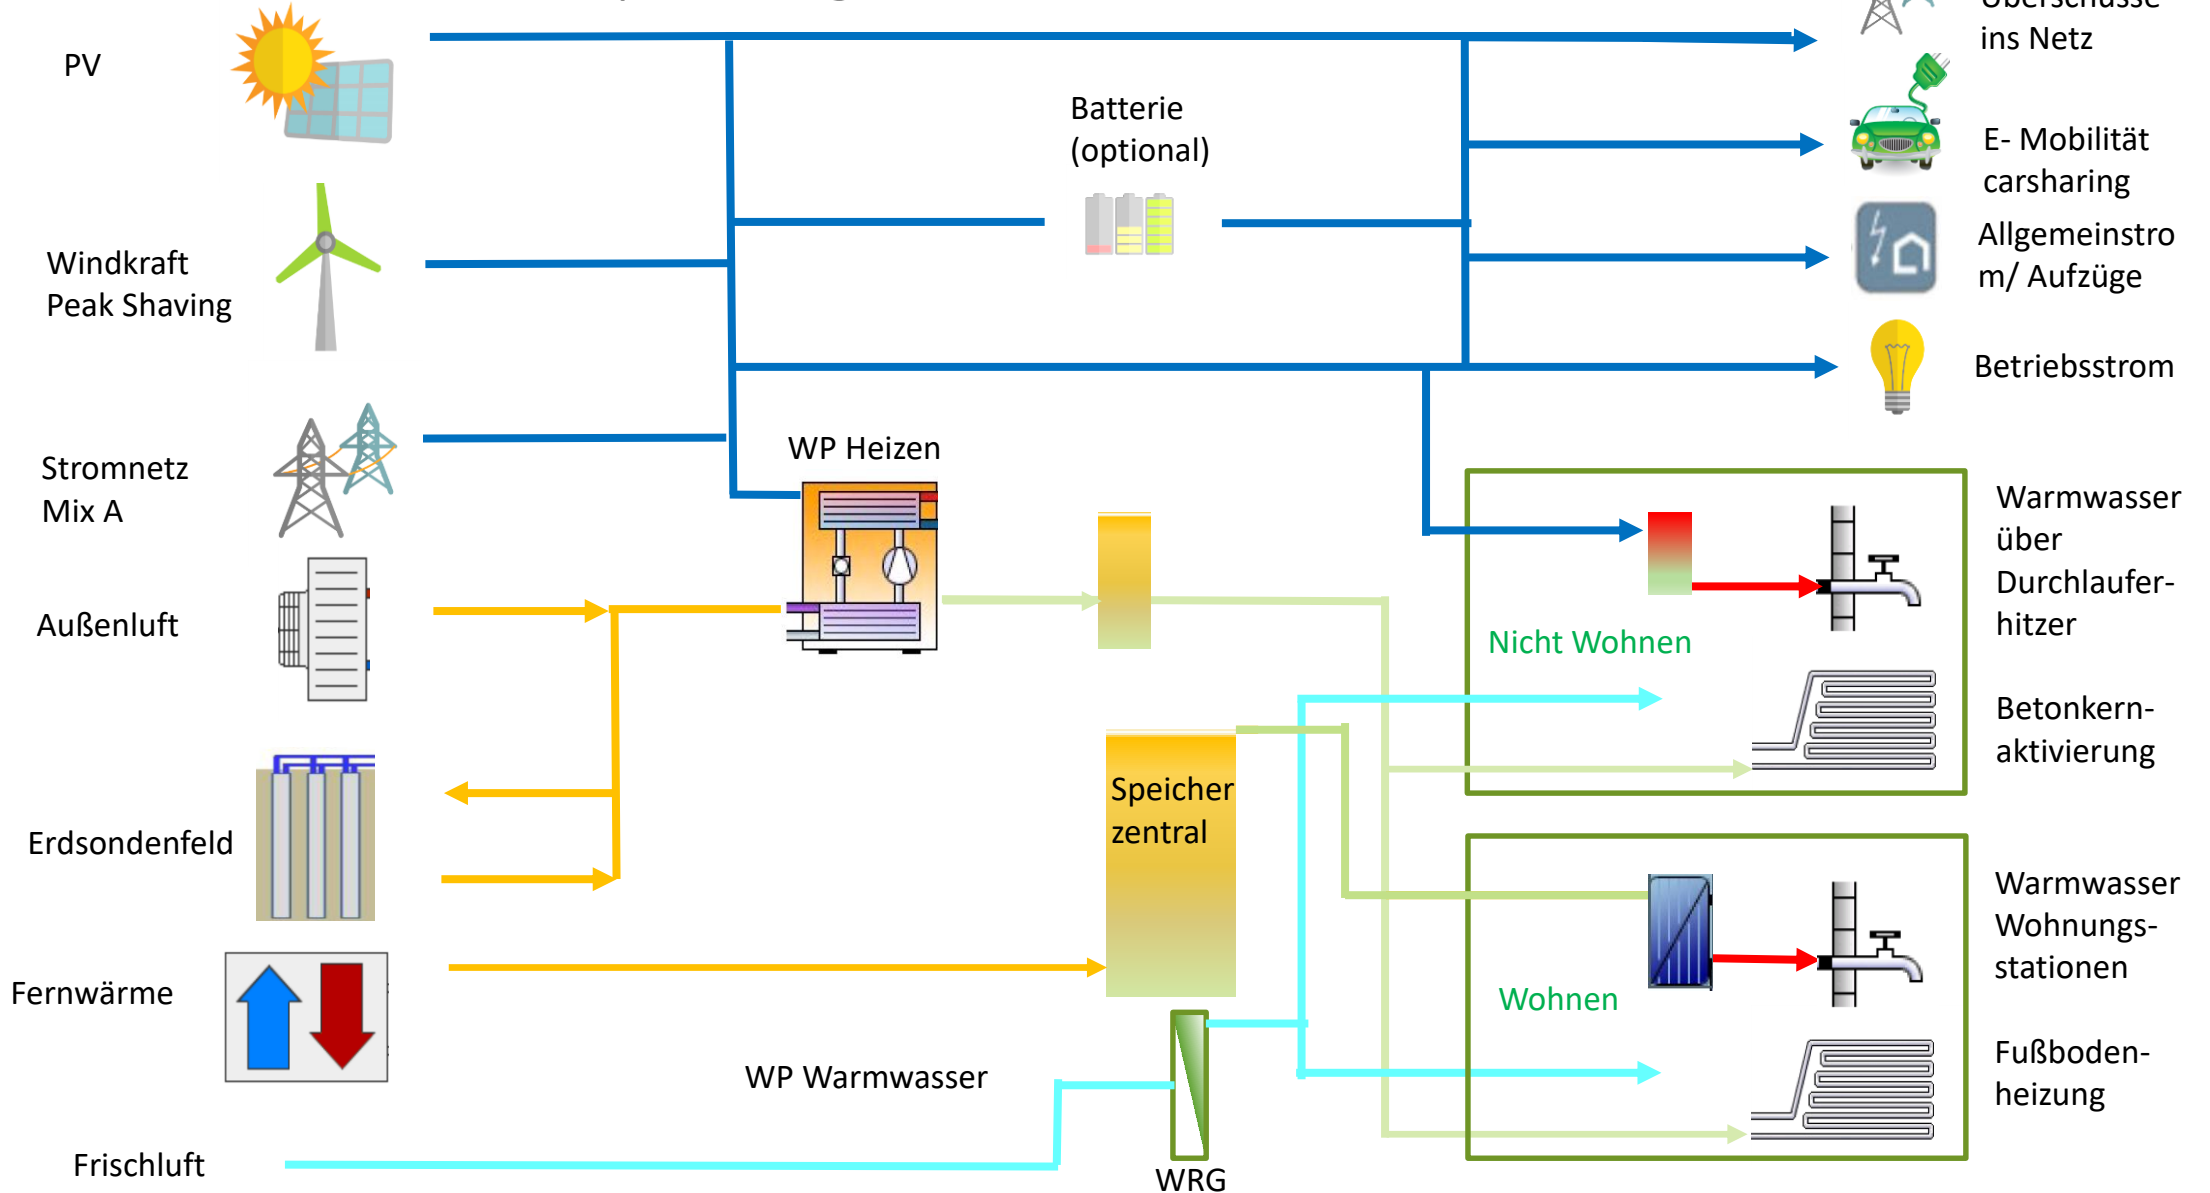 PV
Windkraft
Peak Shaving
Stromnetz
Mix A
Außenluft
Erdsondenfeld
Fernwärme
Frischluft
Batterie
(optional)
WP Heizen
Speicher
zentral
WP Warmwasser
WRG
Nicht Wohnen
Wohnen
Überschüsse
ins Netz
E- Mobilität
carsharing
Allgemeinstro
m/ Aufzüge
Betriebsstrom
Warmwasser
über
Durchlaufer-
hitzer
Betonkern-
aktivierung
Warmwasser
Wohnungs-
stationen
Fußboden-
heizung